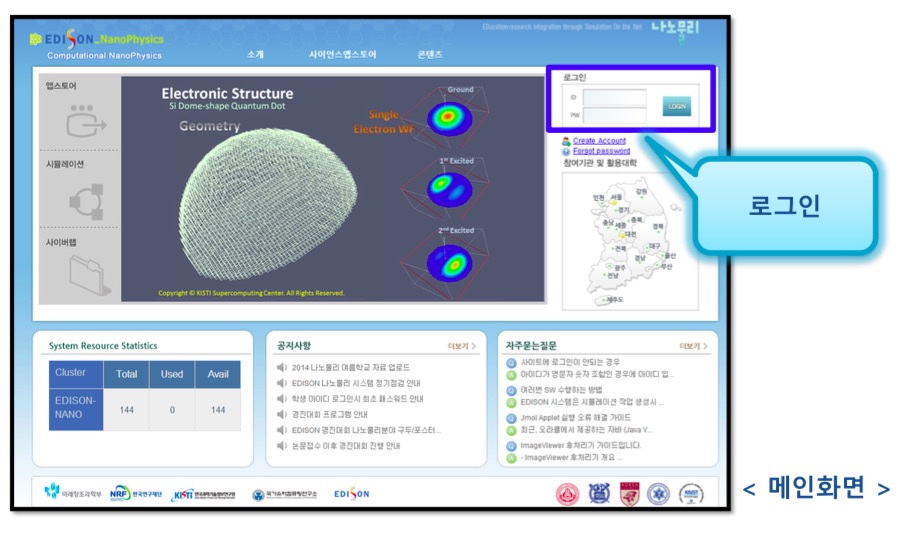 EDISON_NanoPhysics
Computational NanoPhysics
EDucation-research Integration through Simulation On the Net
나노물리
소개
사이언스앱스토어
콘텐츠
앱스토어
시뮬레이션
사이버랩
Electronic Structure
Si Dome-shape Quantum Dot
Geometry
Single
Electron WF
Ground
1st Excited
2nd Excited
Copyright © KISTI Supercomputing Center. All Rights Reserved.
로그인
ID
PW
LOGIN
Create Account
Forgot password
참여기관 및 활용대학
인천
서울
강원
경기
충남
세종
충북
대전
경북
전북
대구
울산
경남
부산
광주
전남
제주도
로그인
System Resource Statistics
Cluster Total Used Avail
EDISON-
NANO
144 0 144
공지사항
더보기 >
2014 나노물리 여름학교 자료 업로드
EDISON 나노물리 시스템 정기점검 안내
학생 아이디 로그인시 최초 패스워드 안내
경진대회 프로그램 안내
EDISON 경진대회 나노물리분야 구두/포스터...
논문접수 이후 경진대회 진행 안내
자주묻는질문
더보기 >
Q 사이트에 로그인이 안되는 경우
A 아이디가 영문자 숫자 조합인 경우에 아이디 입...
Q 여러번 SW 수행하는 방법
A EDISON 시스템은 시뮬레이션 작업 생성시 ...
Q Jmol Applet 실행 오류 해결 가이드
A 최근, 오라클에서 제공하는 자바 (Java V...
Q ImageViewer 후처리기 가이드입니다.
A - ImageViewer 후처리기 개요 ...
미래창조과학부
NRF 한국연구재단
KISTI 한국과학기술정보연구원
국가슈퍼컴퓨팅연구소
EDISON
< 메인화면 >